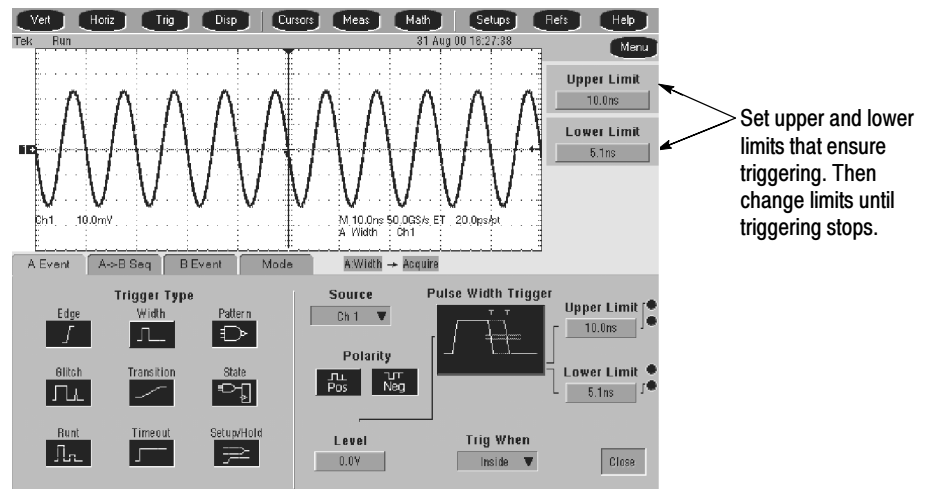 Vert Horiz Trig Disp Cursors Meas Math Setups Refs Help
Tek Run 31 Aug 00 16:27:38
Menu
Upper Limit
10.0ns
Lower Limit
5.1ns
Set upper and lower
limits that ensure
triggering. Then
change limits until
triggering stops.
1
Ch1 10.0mV M 10.0ns 50.0GS/s ET 20.0ps/pt
A Width Ch1
A Event A->B Seq B Event Mode A:Width → Acquire
Trigger Type
Edge Width Pattern
Glitch Transition State
Runt Timeout Setup/Hold
Source
Ch 1 ▼
Polarity
Pos Neg
Level
0.0V
Pulse Width Trigger
T T
Upper Limit
10.0ns
Lower Limit
5.1ns
Trig When
Inside ▼
Close